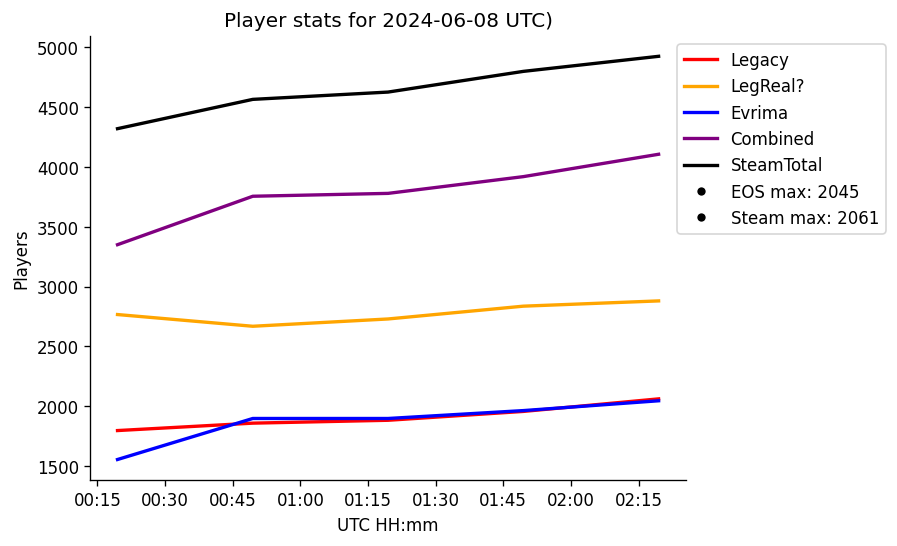 Player stats for 2024-06-08 UTC)
5000
4500
4000
3500
3000
2500
2000
1500
Players
00:15 00:30 00:45 01:00 01:15 01:30 01:45 02:00 02:15
UTC HH:mm
Legacy
LegReal?
Evrima
Combined
SteamTotal
EOS max: 2045
Steam max: 2061